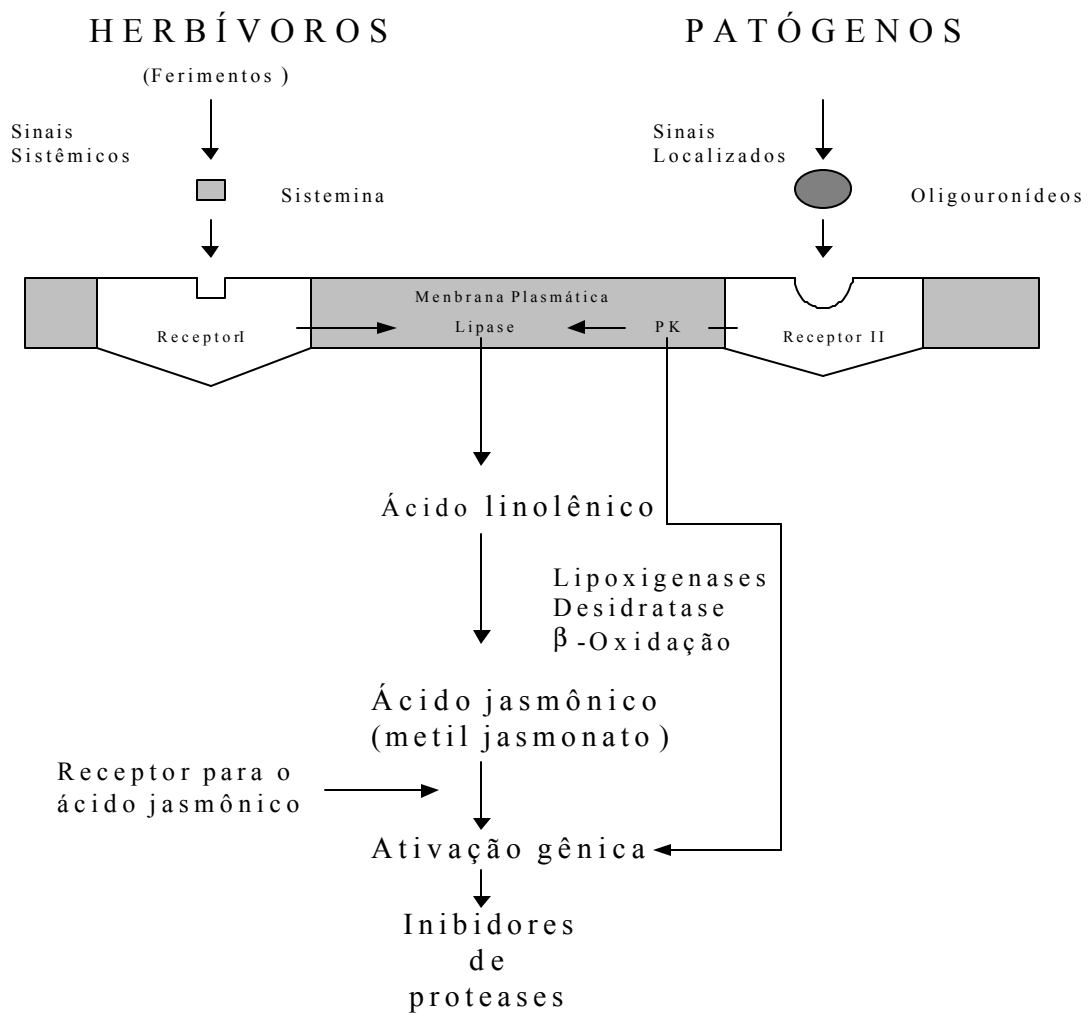 HERBÍVOROS
(Ferimentos )
Sinais
Sistêmicos
Sistemina
PATÓGENOS
Sinais
Localizados
Oligouronídeos
Menbrana Plasmática
Receptor I
Lipase
PK
Receptor II
Ácido linolênico
Lipoxigenases
Desidratase
β -Oxidação
Ácido jasmônico
(metil jasmonato )
Receptor para o
ácido jasmônico
Ativação gênica
Inibidores
de
proteases